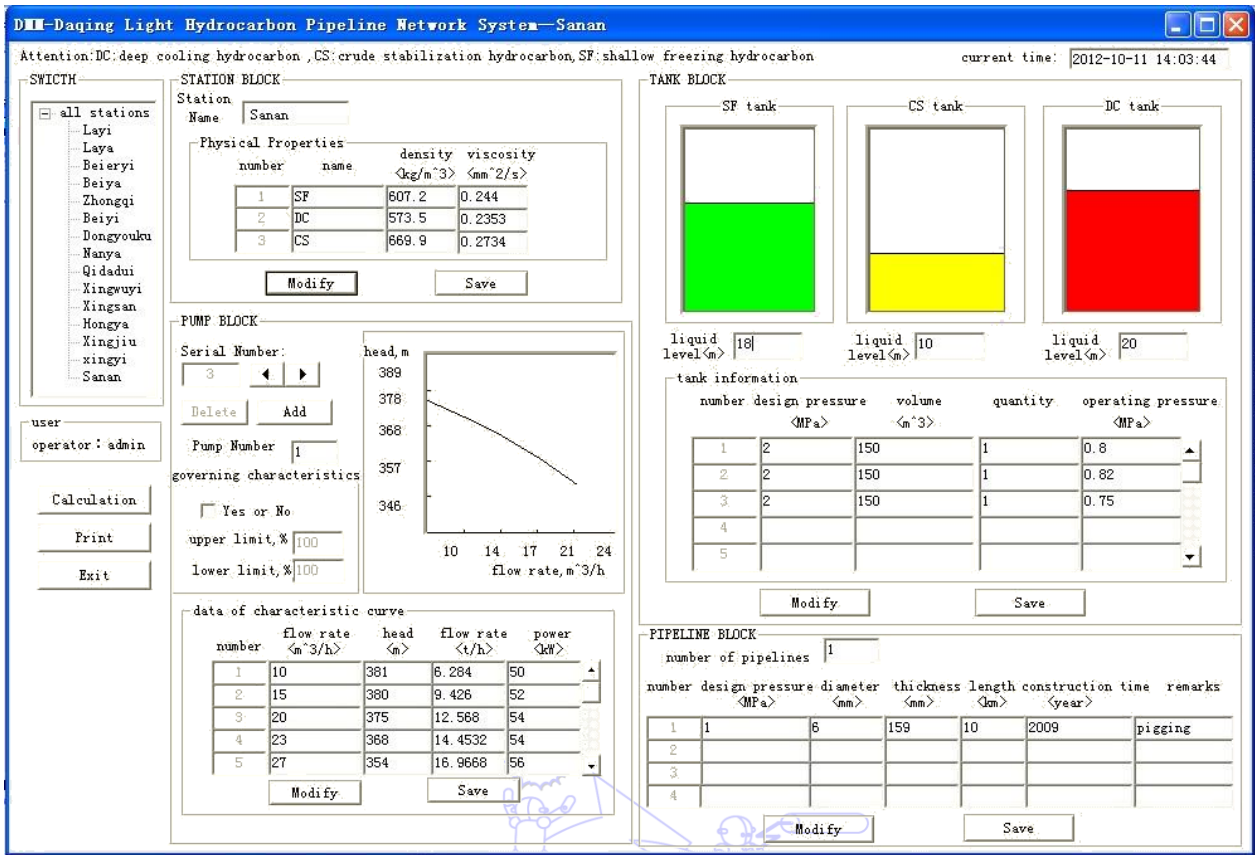 DMM-Daqing Light Hydrocarbon Pipeline Network System--Sanan
Attention:DC:deep cooling hydrocarbon ,CS:crude stabilization hydrocarbon,SF:shallow freezing hydrocarbon
current time: 2012-10-11 14:03:44
SWICTH
all stations
Layi
Laya
Beieryi
Beiya
Zhongqi
Beiyi
Dongyouku
Nanya
Qidadui
Xingwuyi
Xingsan
Hongya
Xingjiu
xingyi
Sanan
user
operator：admin
Calculation
Print
Exit
STATION BLOCK
Station
Name Sanan
Physical Properties
number name density viscosity
<kg/m^3> <mm^2/s>
1 SF 607.2 0.244
2 DC 573.5 0.2353
3 CS 669.9 0.2734
Modify Save
PUMP BLOCK
Serial Number:
3
Delete Add
Pump Number 1
governing characteristics
Yes or No
upper limit,% 100
lower limit,% 100
head,m
389
378
368
357
346
10 14 17 21 24
flow rate,m^3/h
data of characteristic curve
number flow rate head flow rate power
<m^3/h> <m> <t/h> <kW>
1 10 381 6.284 50
2 15 380 9.426 52
3 20 375 12.568 54
4 23 368 14.4532 54
5 27 354 16.9668 56
Modify Save
TANK BLOCK
SF tank CS tank DC tank
liquid level<m> 18
liquid level<m> 10
liquid level<m> 20
tank information
number design pressure volume quantity operating pressure
<MPa> <m^3> <MPa>
1 2 150 1 0.8
2 2 150 1 0.82
3 2 150 1 0.75
4
5
Modify Save
PIPELINE BLOCK
number of pipelines 1
number design pressure diameter thickness length construction time remarks
<MPa> <mm> <mm> <km> <year>
1 1 6 159 10 2009 pigging
2
3
4
Modify Save